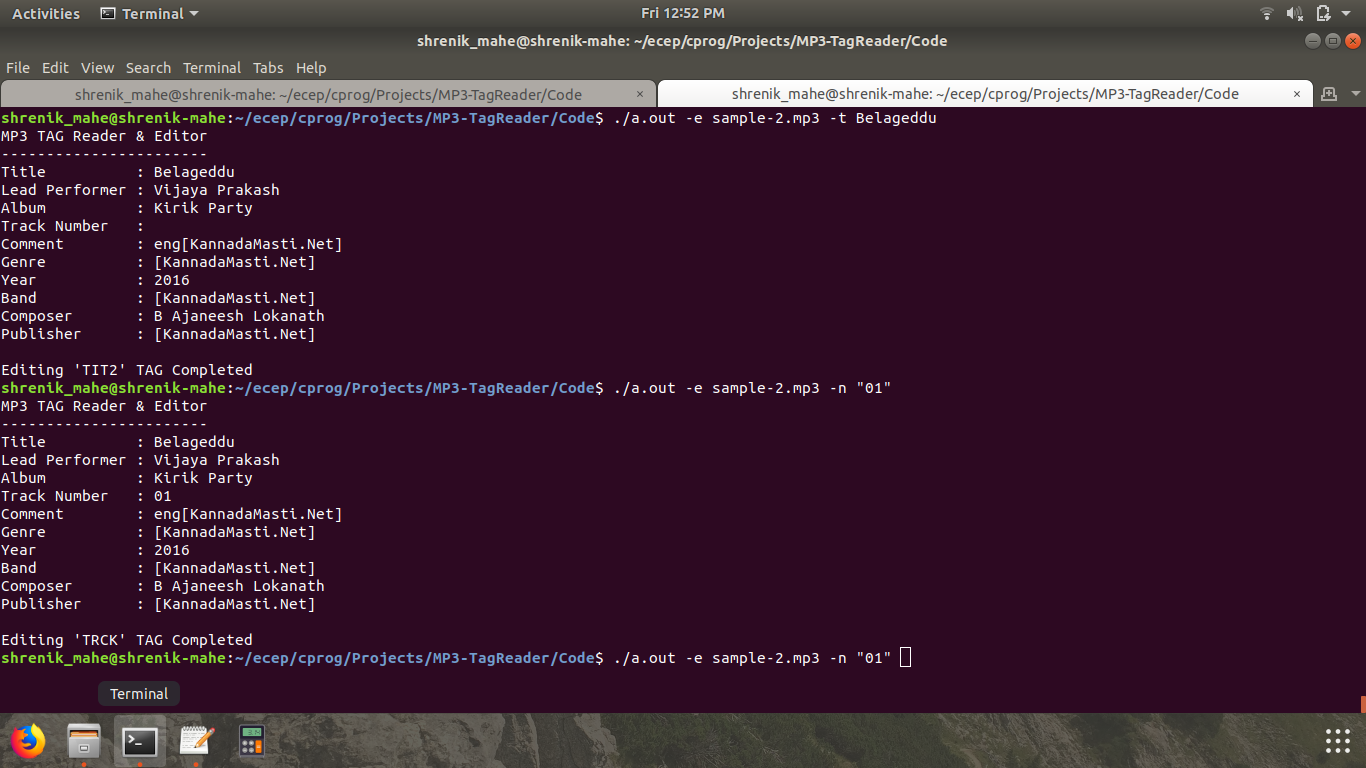 Activities Terminal Fri 12:52 PM
shrenik_mahe@shrenik-mahe: ~/ecep/cprog/Projects/MP3-TagReader/Code
File Edit View Search Terminal Tabs Help
shrenik_mahe@shrenik-mahe: ~/ecep/cprog/Projects/MP3-TagReader/Code × shrenik_mahe@shrenik-mahe: ~/ecep/cprog/Projects/MP3-TagReader/Code ×
shrenik_mahe@shrenik-mahe:~/ecep/cprog/Projects/MP3-TagReader/Code$ ./a.out -e sample-2.mp3 -t Belageddu
MP3 TAG Reader & Editor
-----------------------
Title          : Belageddu
Lead Performer : Vijaya Prakash
Album          : Kirik Party
Track Number   :
Comment        : eng[KannadaMasti.Net]
Genre          : [KannadaMasti.Net]
Year           : 2016
Band           : [KannadaMasti.Net]
Composer       : B Ajaneesh Lokanath
Publisher      : [KannadaMasti.Net]

Editing 'TIT2' TAG Completed
shrenik_mahe@shrenik-mahe:~/ecep/cprog/Projects/MP3-TagReader/Code$ ./a.out -e sample-2.mp3 -n "01"
MP3 TAG Reader & Editor
-----------------------
Title          : Belageddu
Lead Performer : Vijaya Prakash
Album          : Kirik Party
Track Number   : 01
Comment        : eng[KannadaMasti.Net]
Genre          : [KannadaMasti.Net]
Year           : 2016
Band           : [KannadaMasti.Net]
Composer       : B Ajaneesh Lokanath
Publisher      : [KannadaMasti.Net]

Editing 'TRCK' TAG Completed
shrenik_mahe@shrenik-mahe:~/ecep/cprog/Projects/MP3-TagReader/Code$ ./a.out -e sample-2.mp3 -n "01"
Terminal